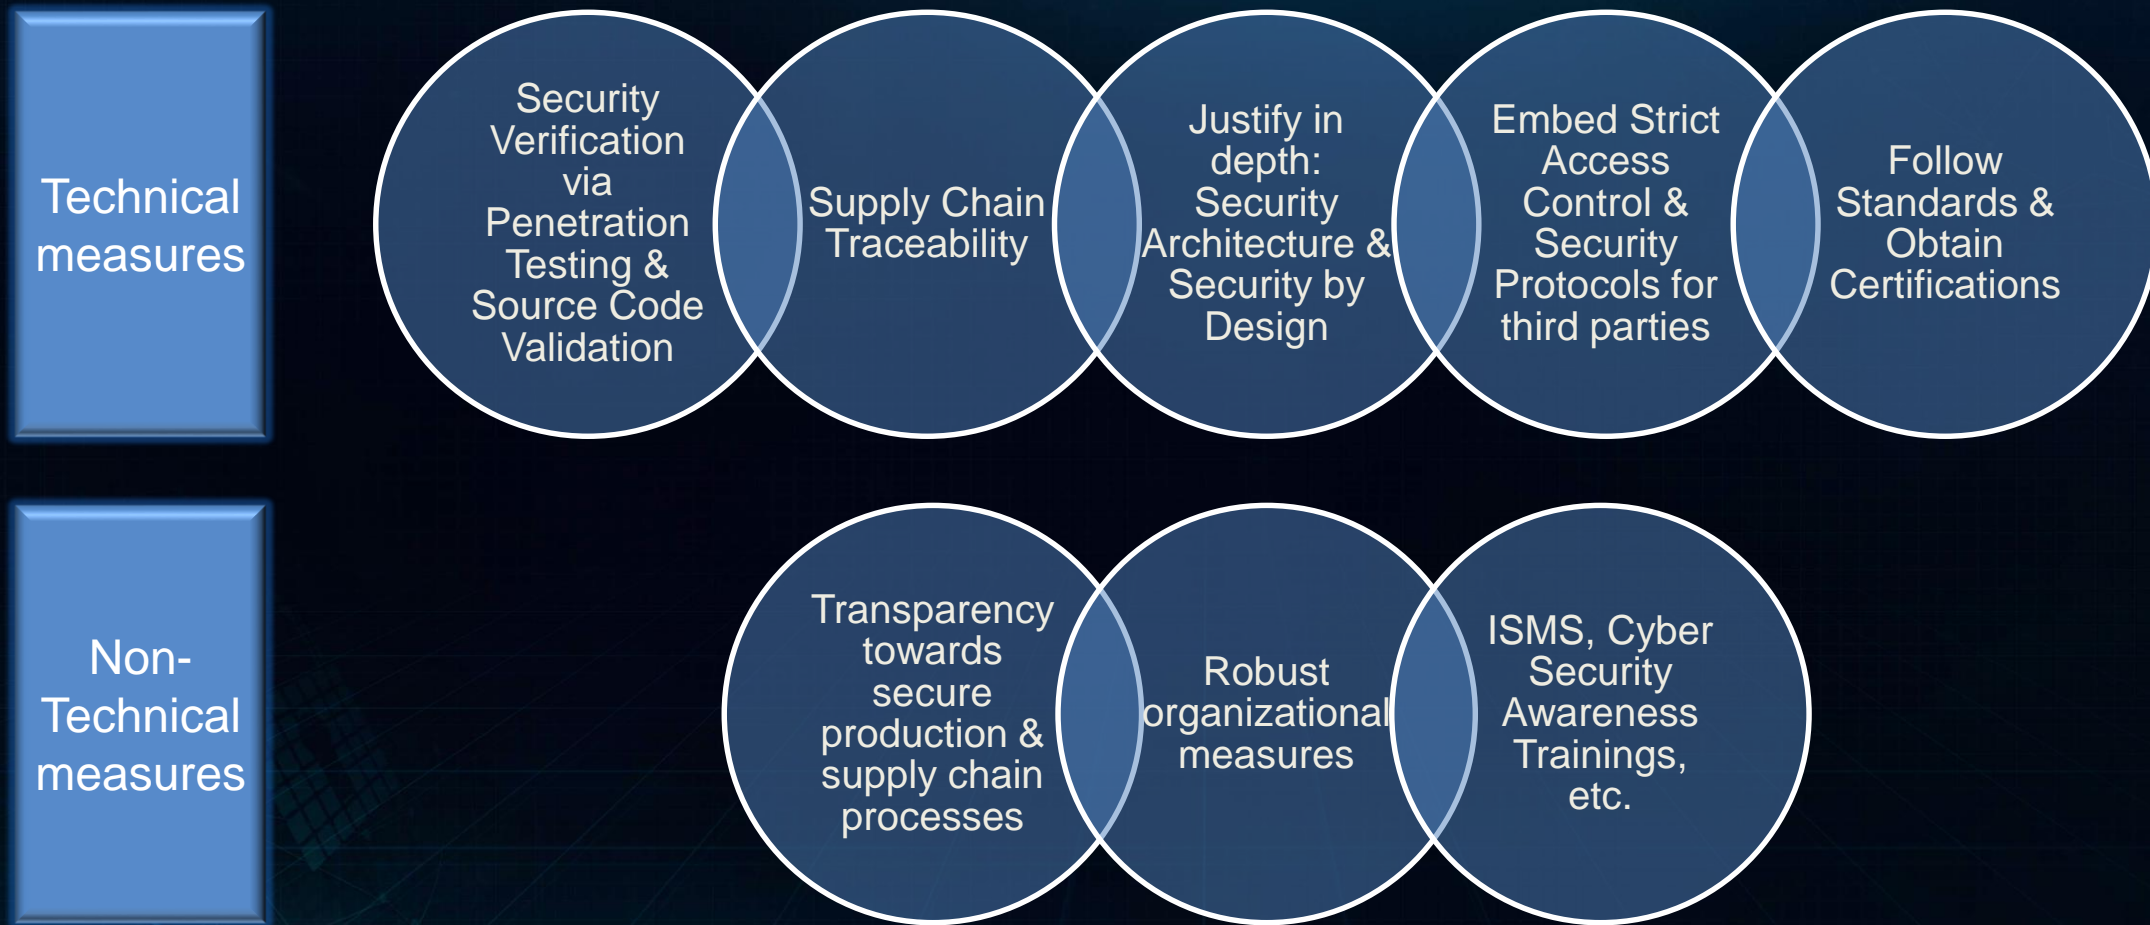 Technical
measures
Security
Verification
via
Penetration
Testing &
Source Code
Validation
Supply Chain
Traceability
Justify in
depth:
Security
Architecture &
Security by
Design
Embed Strict
Access
Control &
Security
Protocols for
third parties
Follow
Standards &
Obtain
Certifications
Non-
Technical
measures
Transparency
towards
secure
production &
supply chain
processes
Robust
organizational
measures
ISMS, Cyber
Security
Awareness
Trainings,
etc.